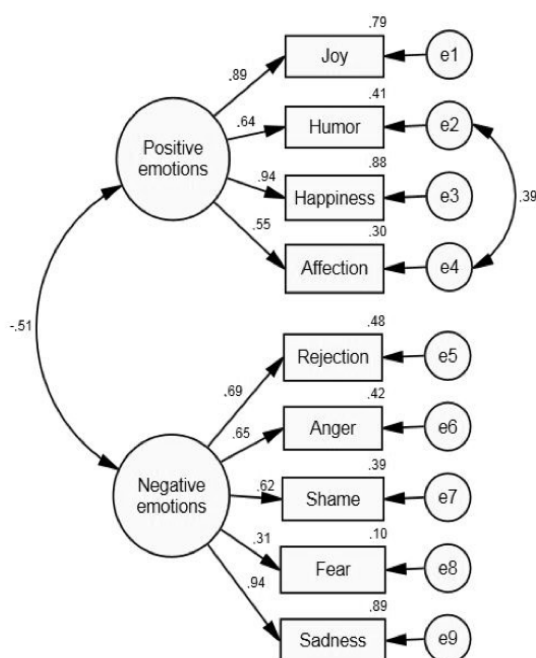 .79
Joy
e1
.89
.41
.64
Humor
e2
Positive
emotions
.88
.94
Happiness
e3
.39
.55
.30
Affection
e4
-.51
.48
Rejection
e5
.69
.42
.65
Anger
e6
.39
Negative
emotions
.62
Shame
e7
.31
.10
Fear
e8
.94
.89
Sadness
e9